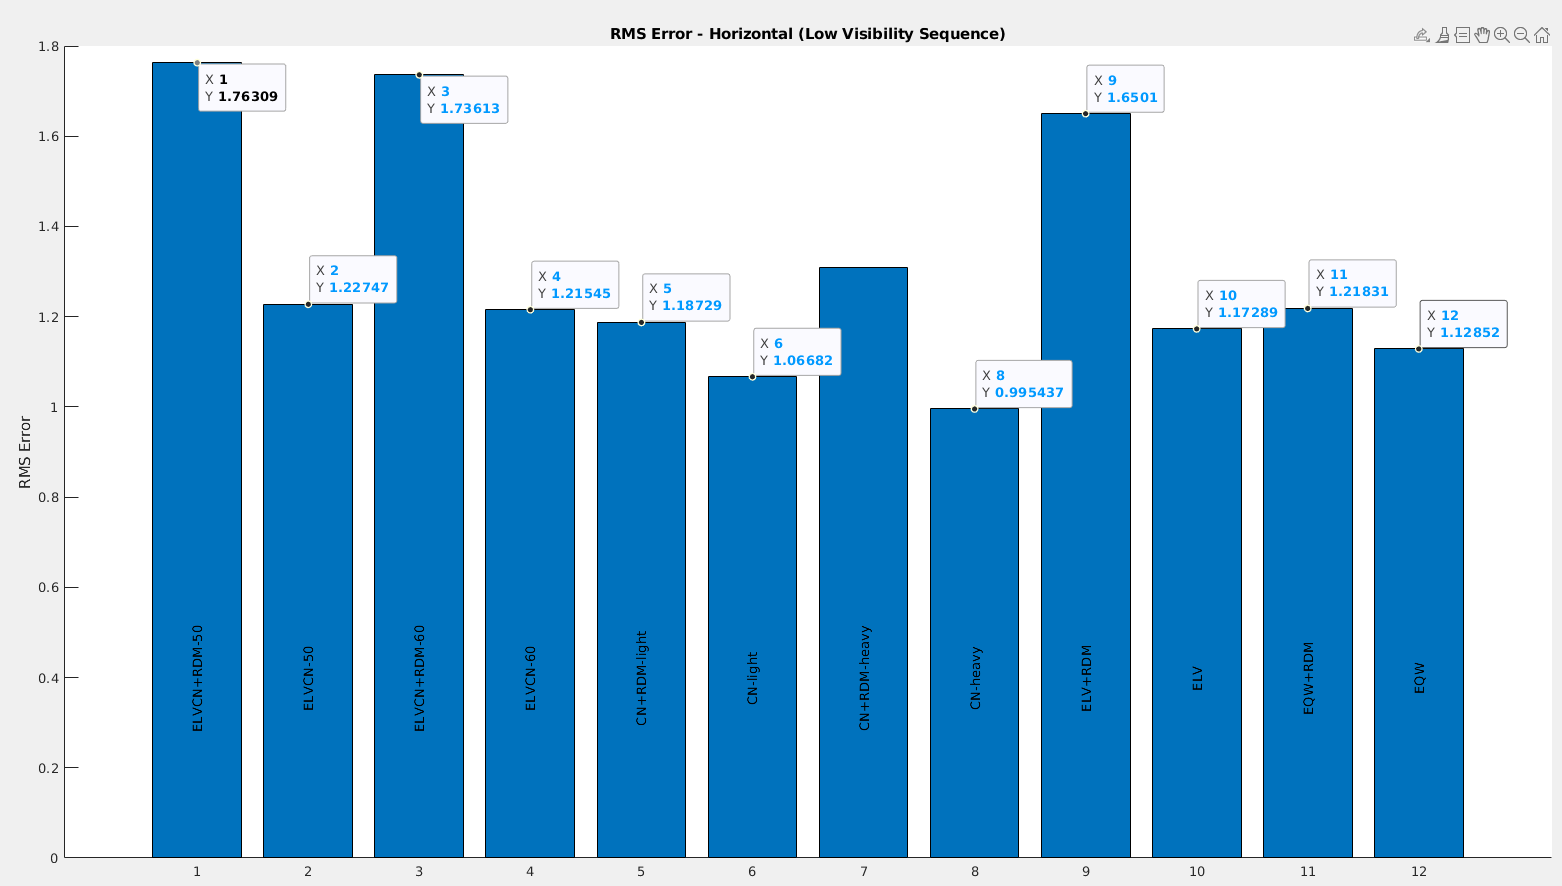 RMS Error - Horizontal (Low Visibility Sequence)
RMS Error
1.8
1.6
1.4
1.2
1
0.8
0.6
0.4
0.2
0
X 1
Y 1.76309
X 2
Y 1.22747
X 3
Y 1.73613
X 4
Y 1.21545
X 5
Y 1.18729
X 6
Y 1.06682
X 8
Y 0.995437
X 9
Y 1.6501
X 10
Y 1.17289
X 11
Y 1.21831
X 12
Y 1.12852
ELVCN+RDM-50
ELVCN-50
ELVCN+RDM-60
ELVCN-60
CN+RDM-light
CN-light
CN+RDM-heavy
CN-heavy
ELV+RDM
ELV
EQW+RDM
EQW
1 2 3 4 5 6 7 8 9 10 11 12